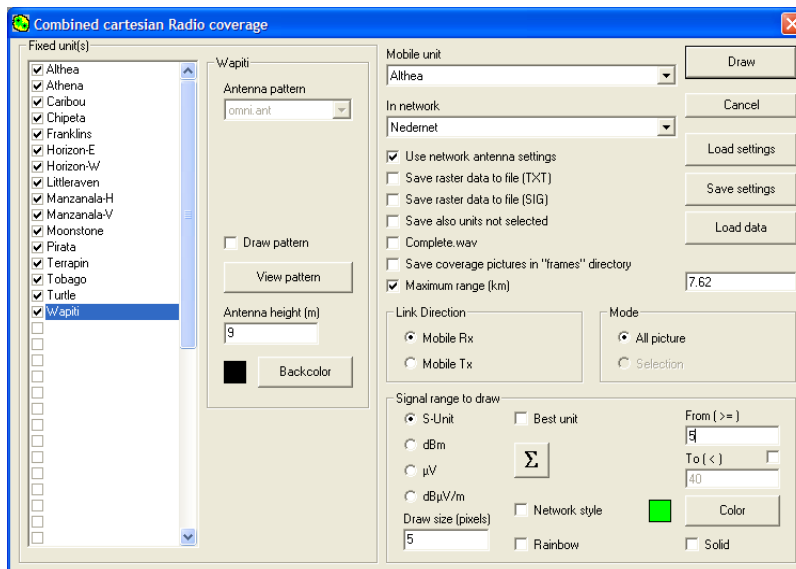 Combined cartesian Radio coverage
Fixed unit(s)
Althea
Athena
Caribou
Chipeta
Franklins
Horizon-E
Horizon-W
Littleraven
Manzanala-H
Manzanala-V
Moonstone
Pirata
Terrapin
Tobago
Turtle
Wapiti
Wapiti
Antenna pattern
omni.ant
Draw pattern
View pattern
Antenna height (m)
9
Backcolor
Mobile unit
Althea
In network
Nedernet
Use network antenna settings
Save raster data to file (TXT)
Save raster data to file (SIG)
Save also units not selected
Complete.wav
Save coverage pictures in "frames" directory
Maximum range (km)
7.62
Draw
Cancel
Load settings
Save settings
Load data
Link Direction
Mobile Rx
Mobile Tx
Mode
All picture
Selection
Signal range to draw
S-Unit
dBm
µV
dBµV/m
Draw size (pixels)
5
Best unit
Σ
Network style
Rainbow
From ( >= )
5
To ( < )
40
Color
Solid